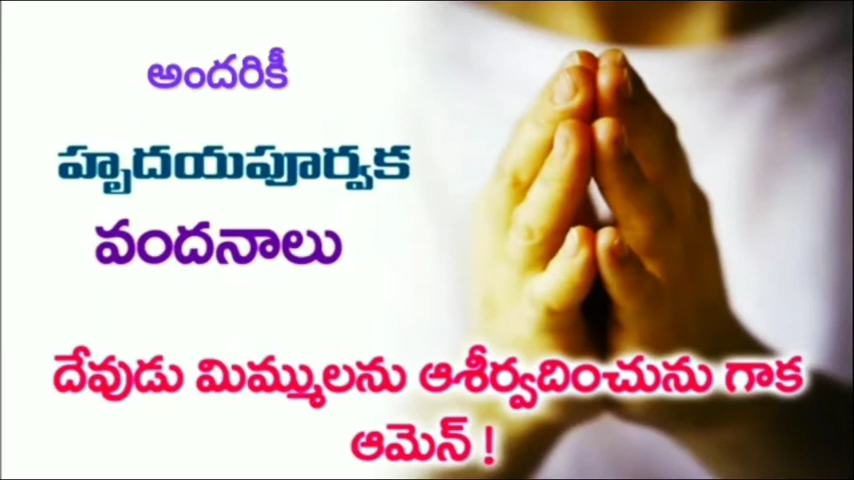 అందరికీ
హృదయపూర్వక
వందనాలు
దేవుడు మిమ్ములను ఆశీర్వదించును గాక
ఆమెన్ !